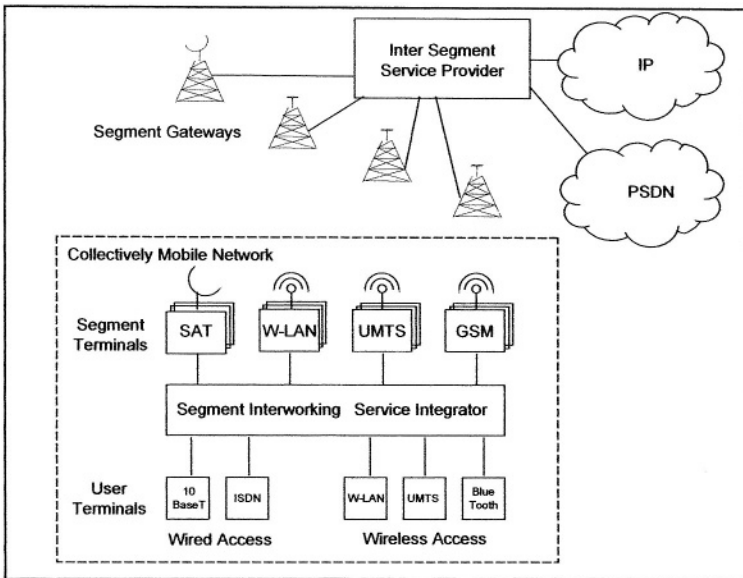 Inter Segment
Service Provider
IP
Segment Gateways
PSDN
Collectively Mobile Network
Segment
Terminals
SAT
W-LAN
UMTS
GSM
Segment Interworking Service Integrator
User
Terminals
10
BaseT
ISDN
W-LAN
UMTS
Blue
Tooth
Wired Access
Wireless Access